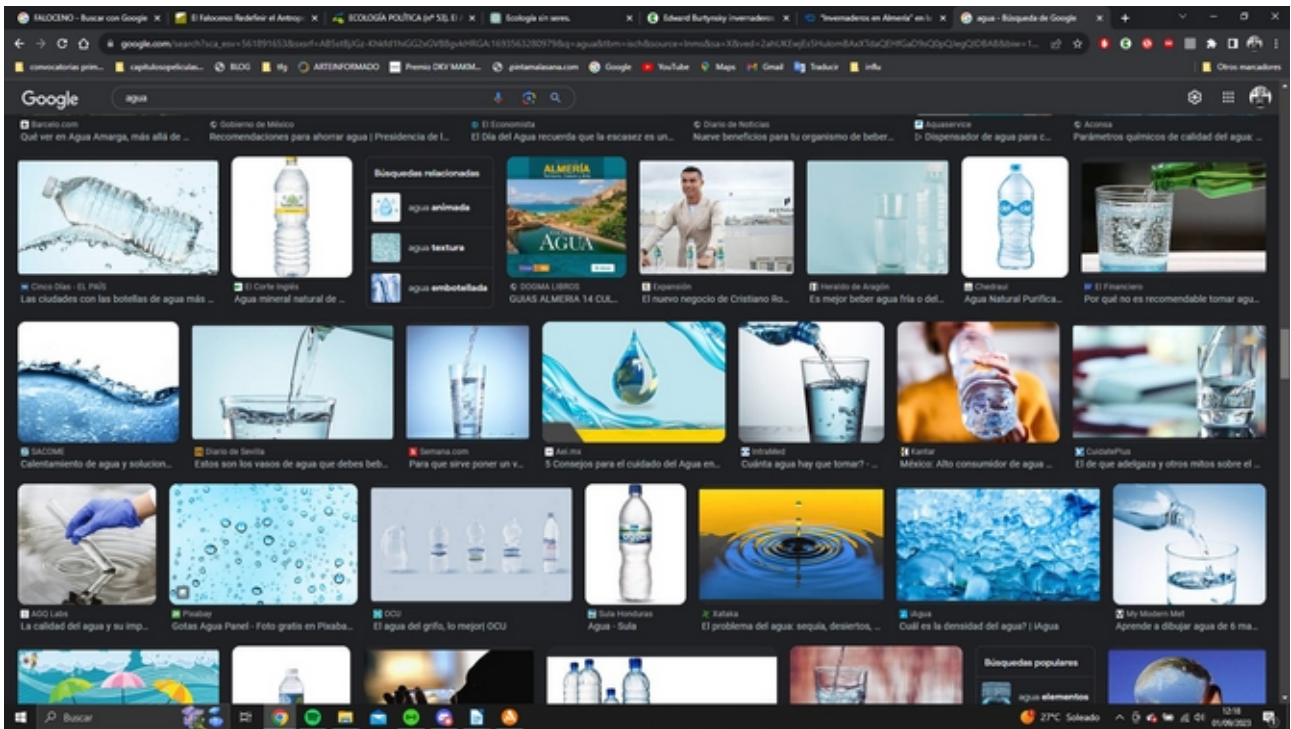 FALOCENO - Buscar con Google
El Faloceno: Redefinir el Antrop
ECOLOGÍA POLÍTICA (nº 53), El /
Ecología sin seres.
Edward Burtynsky invernaderos
"Invernaderos en Almería" en la
agua - Búsqueda de Google
convocatorias prim...
capitulosopeliculas...
BLOG
tfg
ARTEINFORMADO
Premio DKV MAKM...
pintamalasana.com
Google
YouTube
Maps
Gmail
Traducir
influ
Otros marcadores
Google
agua
Barcelo.com
Qué ver en Agua Amarga, más allá de ...
Gobierno de México
Recomendaciones para ahorrar agua | Presidencia de l...
El Economista
El Día del Agua recuerda que la escasez es un...
Diario de Noticias
Nueve beneficios para tu organismo de beber...
Aquaservice
▷ Dispensador de agua para c...
Aconsa
Parámetros químicos de calidad del agua: ...
Búsquedas relacionadas
agua animada
agua textura
agua embotellada
ALMERÍA
AGUA
Cinco Días - EL PAÍS
Las ciudades con las botellas de agua más ...
El Corte Inglés
Agua mineral natural de ...
DOGMA LIBROS
GUIAS ALMERIA 14 CUL...
Expansión
El nuevo negocio de Cristiano Ro...
Heraldo de Aragón
Es mejor beber agua fría o del...
Chedraui
Agua Natural Purifica...
El Financiero
Por qué no es recomendable tomar agu...
SACOME
Calentamiento de agua y solucion...
Diario de Sevilla
Estos son los vasos de agua que debes beb...
Semana.com
Para que sirve poner un v...
Aei.mx
5 Consejos para el cuidado del Agua en...
IntraMed
Cuánta agua hay que tomar? - ...
Kantar
México: Alto consumidor de agua ...
CuidatePlus
El de que adelgaza y otros mitos sobre el ...
AGQ Labs
La calidad del agua y su imp...
Pixabay
Gotas Agua Panel - Foto gratis en Pixaba...
OCU
El agua del grifo, lo mejor| OCU
Sula Honduras
Agua - Sula
Xataka
El problema del agua: sequía, desiertos, ...
iAgua
Cuál es la densidad del agua? | iAgua
My Modern Met
Aprende a dibujar agua de 6 ma...
Búsquedas populares
agua elementos
Buscar
27°C Soleado
12:18
01/09/2023